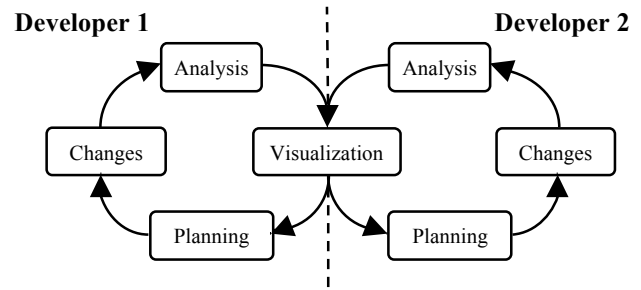 Developer 1
Developer 2
Analysis
Analysis
Changes
Visualization
Changes
Planning
Planning